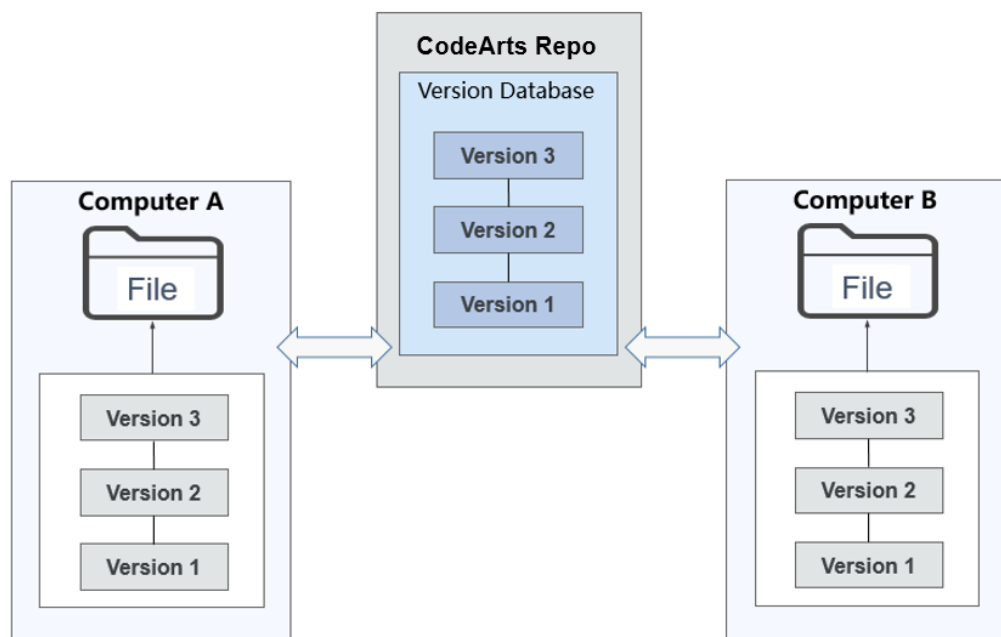 CodeArts Repo
Version Database
Version 3
Version 2
Version 1
Computer A
File
Version 3
Version 2
Version 1
Computer B
File
Version 3
Version 2
Version 1